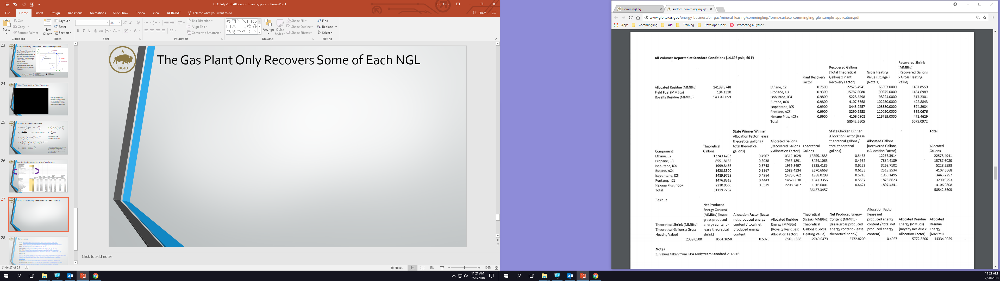 GLO July 2018 Allocation Training.pptx - PowerPoint
Tom Ortiz
File Home Insert Design Transitions Animations Slide Show Review View ACROBAT Tell me what you want to do
Share
Paste
Cut
Copy
Format Painter
Clipboard
New Slide
Layout
Reset
Section
Slides
36
Font
Text Direction
Align Text
Convert to SmartArt
Paragraph
Arrange
Quick Styles
Shape Fill
Shape Outline
Shape Effects
Drawing
Find
Replace
Select
Editing
23
Compressibility Factor and Corresponding States
24
"Live" Supercritical Fluid Transition
25
The Lee-Kesler Correlations
26
Lee-Kesler Requires Iterative Calculations
27
The Gas Plant Only Recovers Some of Each NGL
28
References
TXGLO
The Gas Plant Only Recovers Some of Each NGL
Click to add notes
Slide 27 of 29
Notes
108%
11:21 AM
7/20/2018
Commingling
surface-commingling-glo
www.glo.texas.gov/energy-business/oil-gas/mineral-leasing/commingling/forms/surface-commingling-glo-sample-application.pdf
Apps Commingling API Training Developer Tools Protecting a Python
All Volumes Reported at Standard Conditions (14.696 psia, 60 F)
Plant Recovery Factor
Recovered Gallons [Total Theoretical Gallons x Plant Recovery Factor]
Gross Heating Value (Btu/gal) [Note 1]
Recovered Shrink (MMBtu) [Recovered Gallons x Gross Heating Value]
Allocated Residue (MMBtu) 14139.8748
Field Fuel (MMBtu) 194.1310
Royalty Residue (MMBtu) 14334.0059
Ethane, C2 0.7500 22578.4941 65897.0000 1487.8550
Propane, C3 0.9300 15787.6080 90875.0000 1434.6989
Isobutane, iC4 0.9800 5228.5598 98924.0000 517.2301
Butane, nC4 0.9800 4107.6668 102950.0000 422.8843
Isopentane, iC5 0.9900 3443.2257 108880.0000 374.8984
Pentane, nC5 0.9900 3290.9253 110020.0000 362.0676
Hexane Plus, nC6+ 0.9900 4106.0808 116769.0000 479.4629
Total 58542.5605 5079.0972
State Winner Winner
State Chicken Dinner
Total
Component
Theoretical Gallons
Allocation Factor [lease theoretical gallons / total theoretical gallons]
Allocated Gallons [Recovered Gallons x Allocation Factor]
Theoretical Gallons
Allocation Factor [lease theoretical gallons / total theoretical gallons]
Allocated Gallons [Recovered Gallons x Allocation Factor]
Allocated Gallons
Ethane, C2 13749.4703 0.4567 10312.1028 16355.1885 0.5433 12266.3914 22578.4941
Propane, C3 8551.8162 0.5038 7953.1891 8424.1063 0.4962 7834.4189 15787.6080
Isobutane, iC4 1999.8466 0.3748 1959.8497 3335.4185 0.6252 3268.7102 5228.5598
Butane, nC4 1620.8300 0.3867 1588.4134 2570.6668 0.6133 2519.2534 4107.6668
Isopentane, iC5 1489.9759 0.4284 1475.0762 1988.0298 0.5716 1968.1495 3443.2257
Pentane, nC5 1476.8313 0.4443 1462.0630 1847.3356 0.5557 1828.8623 3290.9253
Hexane Plus, nC6+ 2230.9563 0.5379 2208.6467 1916.6001 0.4621 1897.4341 4106.0808
Total 31119.7267 36437.3457 58542.5605
Residue
Theoretical Shrink (MMBtu) Theoretical Gallons x Gross Heating Value]
Net Produced Energy Content (MMBtu) [lease gross produced energy content - lease theoretical shrink]
Allocation Factor [lease net produced energy content / total net produced energy content]
Allocated Residue Energy (MMBtu) [Royalty Residue x Allocation Factor]
Theoretical Shrink (MMBtu) Theoretical Gallons x Gross Heating Value]
Net Produced Energy Content (MMBtu) [lease gross produced energy content - lease theoretical shrink]
Allocation Factor [lease net produced energy content / total net produced energy content]
Allocated Residue Energy (MMBtu) [Royalty Residue x Allocation Factor]
Allocated Residue Energy (MMBtu)
2339.0500 8561.1858 0.5973 8561.1858 2740.0473 5772.8200 0.4027 5772.8200 14334.0059
Notes
1. Values taken from GPA Midstream Standard 2145-16.
11:21 AM
7/20/2018